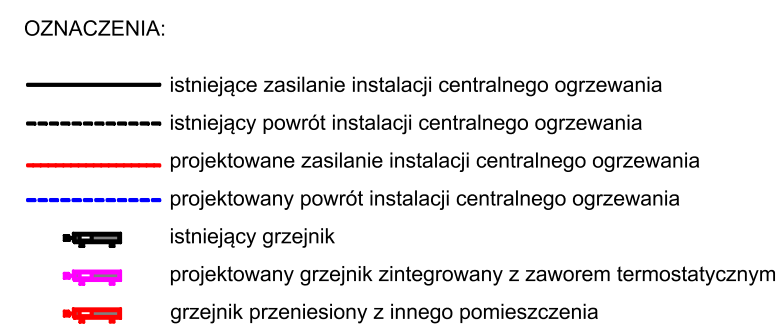 OZNACZENIA:
istniejące zasilanie instalacji centralnego ogrzewania
istniejący powrót instalacji centralnego ogrzewania
projektowane zasilanie instalacji centralnego ogrzewania
projektowany powrót instalacji centralnego ogrzewania
istniejący grzejnik
projektowany grzejnik zintegrowany z zaworem termostatycznym
grzejnik przeniesiony z innego pomieszczenia